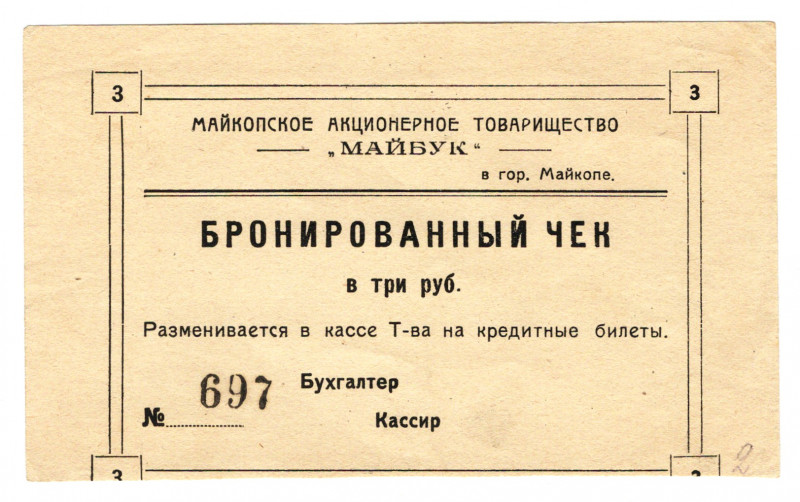 3 3
МАЙКОПСКОЕ АКЦИОНЕРНОЕ ТОВАРИЩЕСТВО
„МАЙБУК“
в гор. Майкопе.
БРОНИРОВАННЫЙ ЧЕК
в три руб.
Разменивается в кассе Т-ва на кредитные билеты.
697 Бухгалтер
№ Кассир
3 3
2